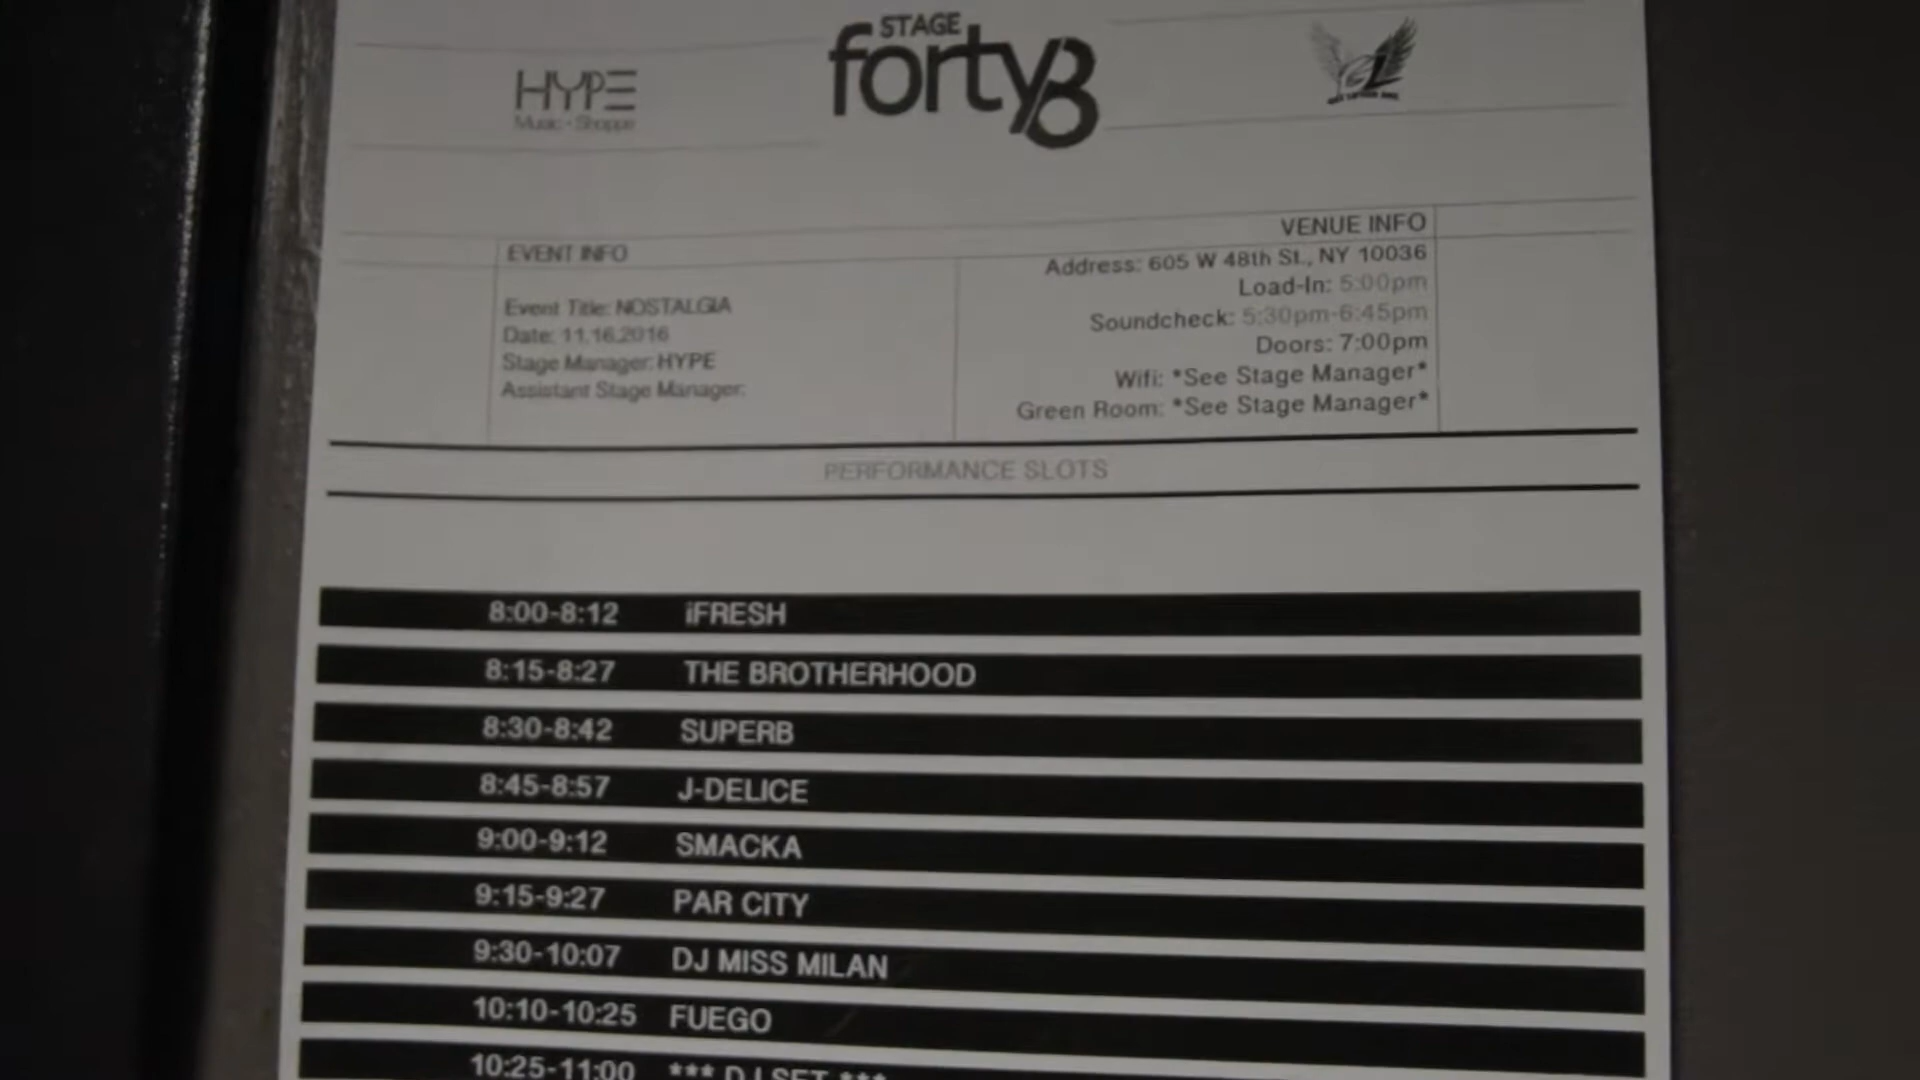 STAGE
forty8
HYPE
Music - Shoppe
EVENT INFO
Event Title: NOSTALGIA
Date: 11.16.2016
Stage Manager: HYPE
Assistant Stage Manager:
VENUE INFO
Address: 605 W 48th St., NY 10036
Load-In: 5:00pm
Soundcheck: 5:30pm-6:45pm
Doors: 7:00pm
Wifi: *See Stage Manager*
Green Room: *See Stage Manager*
PERFORMANCE SLOTS
8:00-8:12 iFRESH
8:15-8:27 THE BROTHERHOOD
8:30-8:42 SUPERB
8:45-8:57 J-DELICE
9:00-9:12 SMACKA
9:15-9:27 PAR CITY
9:30-10:07 DJ MISS MILAN
10:10-10:25 FUEGO
10:25-11:00 *** DJ SET ***